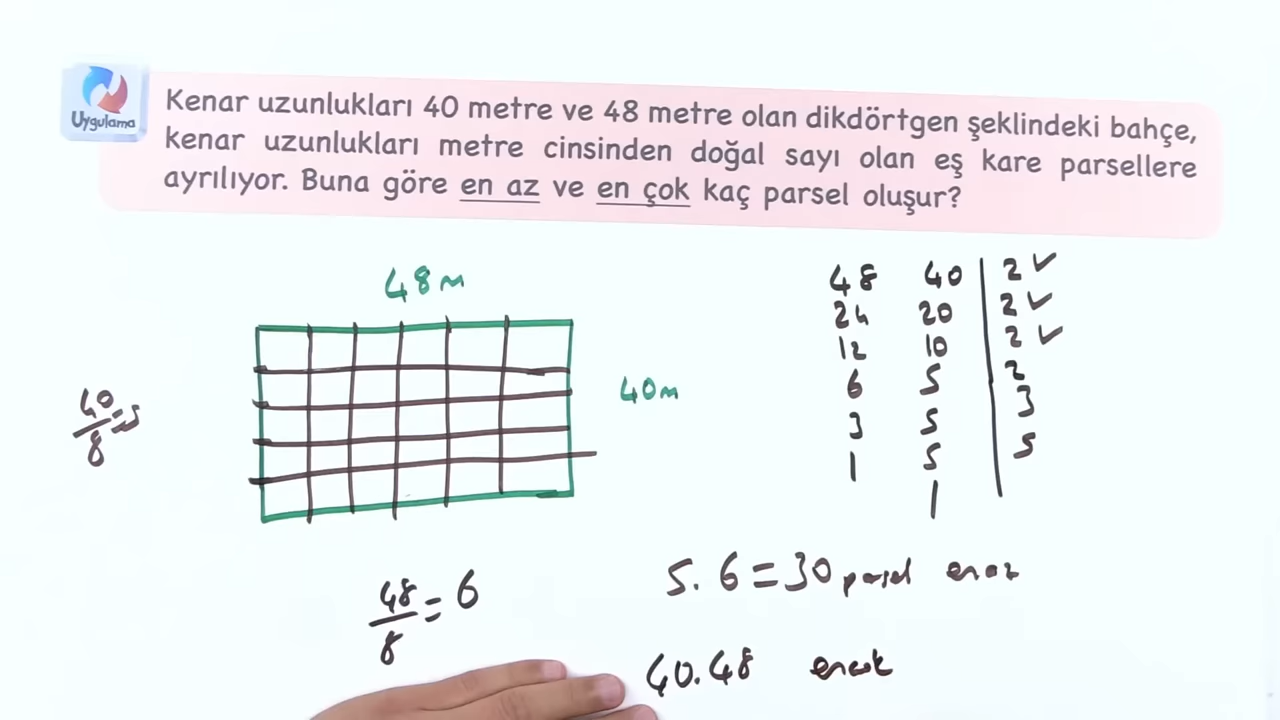 Uygulama
Kenar uzunlukları 40 metre ve 48 metre olan dikdörtgen şeklindeki bahçe,
kenar uzunlukları metre cinsinden doğal sayı olan eş kare parsellere
ayrılıyor. Buna göre en az ve en çok kaç parsel oluşur?
48m
40m
40/8=5
48/8=6
48 40 | 2 ✓
24 20 | 2 ✓
12 10 | 2 ✓
6 5 | 2
3 5 | 3
1 5 | 5
1
5.6=30 parsel en az
40.48 en çok